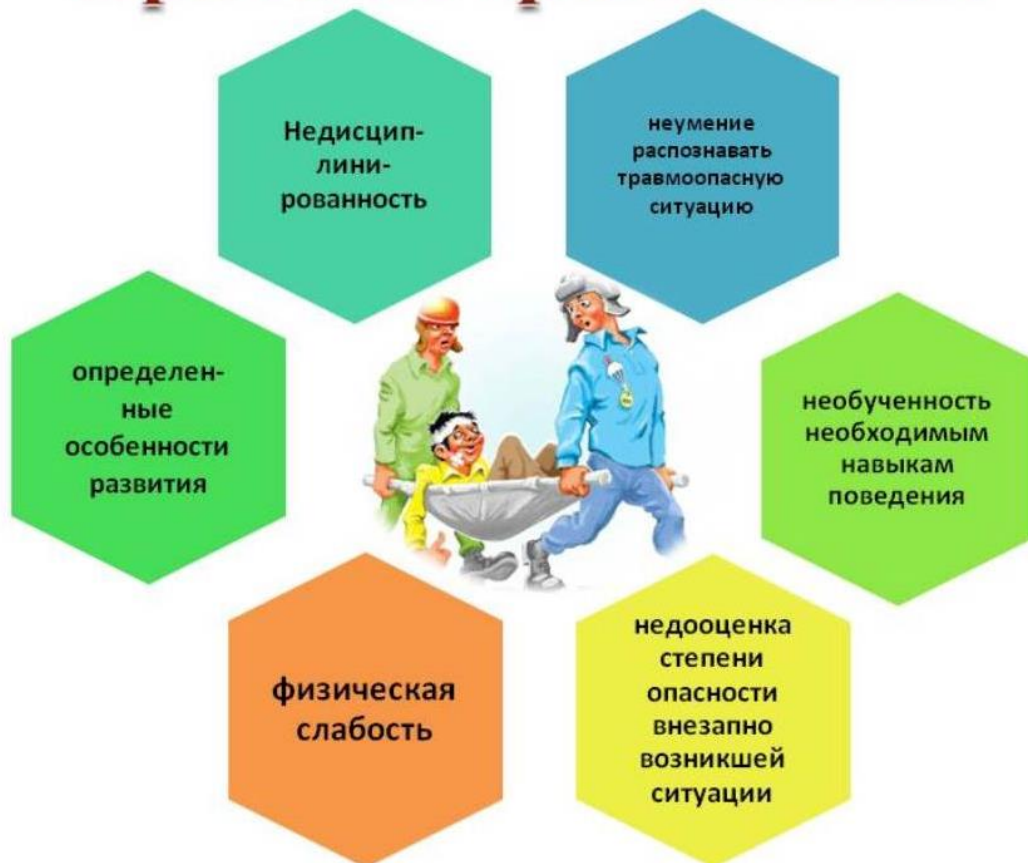 Недисцип-
лини-
рованность
неумение
распознавать
травмоопасную
ситуацию
определен-
ные
особенности
развития
необученность
необходимым
навыкам
поведения
физическая
слабость
недооценка
степени
опасности
внезапно
возникшей
ситуации